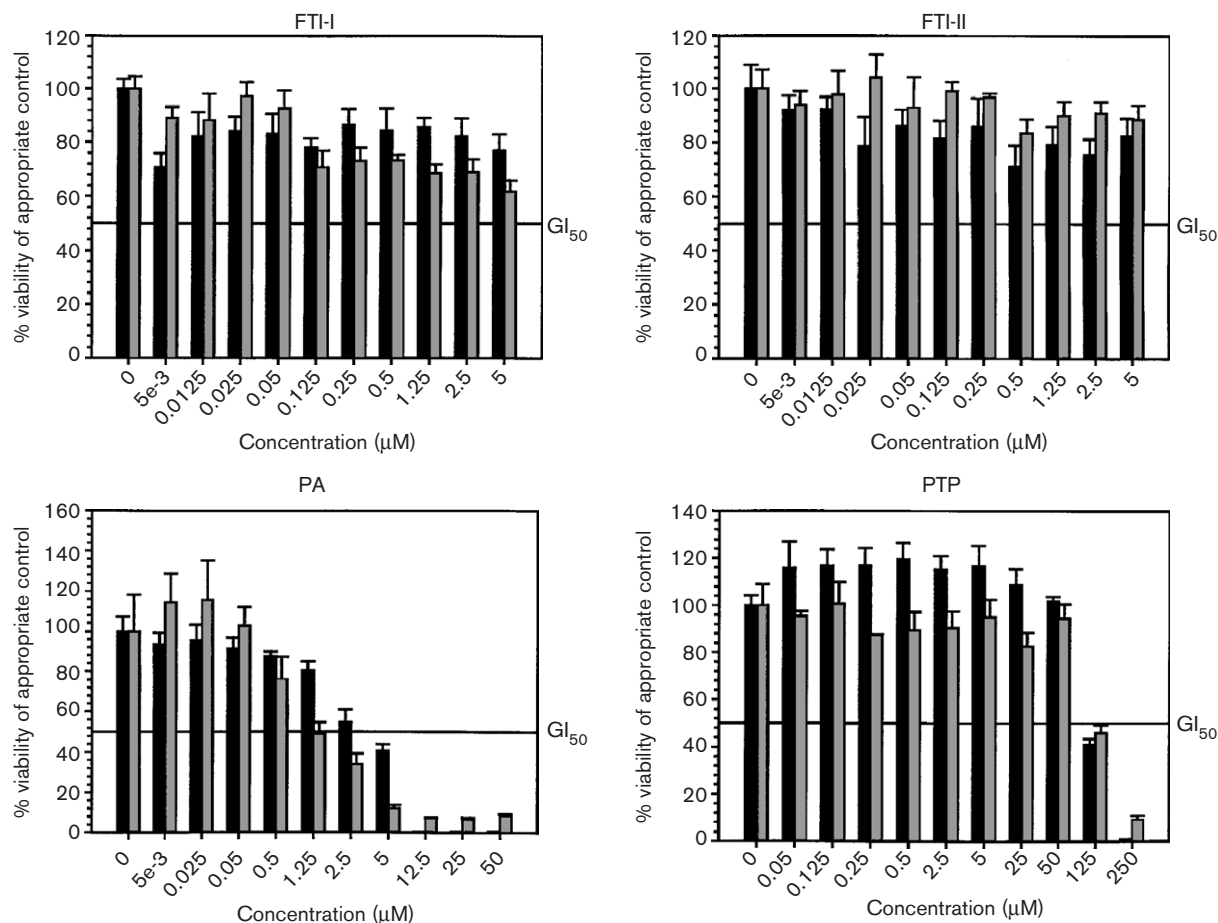 FTI-I
% viability of appropriate control
120
100
80
60
40
20
0
GI50
0 5e-3 0.0125 0.025 0.05 0.125 0.25 0.5 1.25 2.5 5
Concentration (μM)
FTI-II
% viability of appropriate control
120
100
80
60
40
20
0
GI50
0 5e-3 0.0125 0.025 0.05 0.125 0.25 0.5 1.25 2.5 5
Concentration (μM)
PA
% viability of appropriate control
160
140
120
100
80
60
40
20
0
GI50
0 5e-3 0.025 0.05 0.5 1.25 2.5 5 12.5 25 50
Concentration (μM)
PTP
% viability of appropriate control
140
120
100
80
60
40
20
0
GI50
0 0.05 0.125 0.25 0.5 2.5 5 25 50 125 250
Concentration (μM)